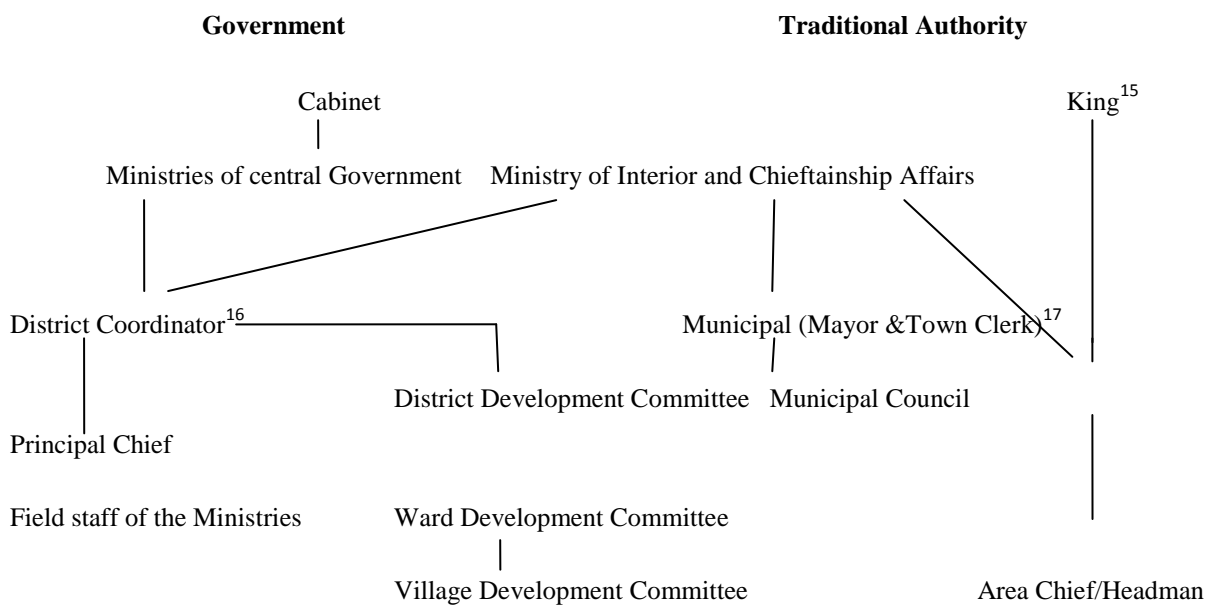 Government Traditional Authority
Cabinet King15
Ministries of central Government Ministry of Interior and Chieftainship Affairs
District Coordinator16 Municipal (Mayor &Town Clerk)17
District Development Committee Municipal Council
Principal Chief
Field staff of the Ministries Ward Development Committee
Village Development Committee Area Chief/Headman